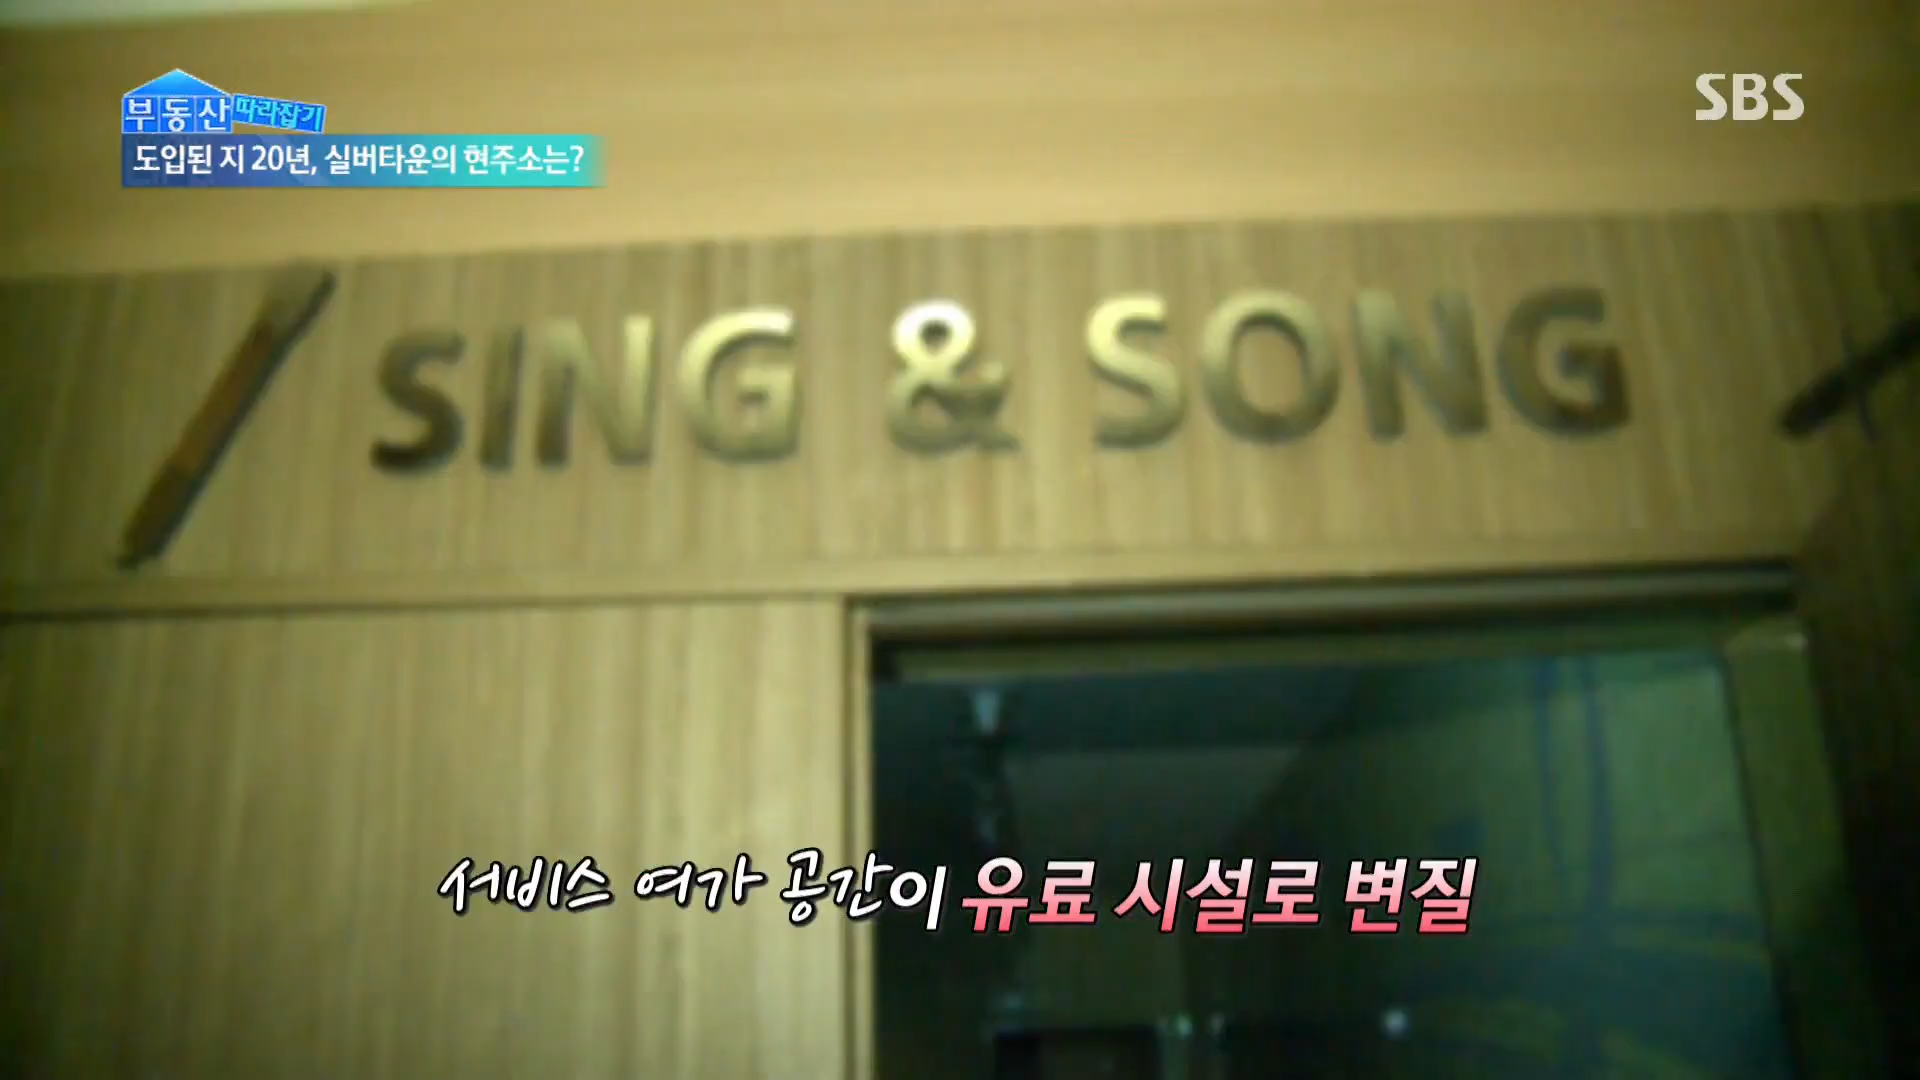 부동산 따라잡기
SBS
도입된 지 20년, 실버타운의 현주소는?
SING & SONG
서비스 여가 공간이 유료 시설로 변질